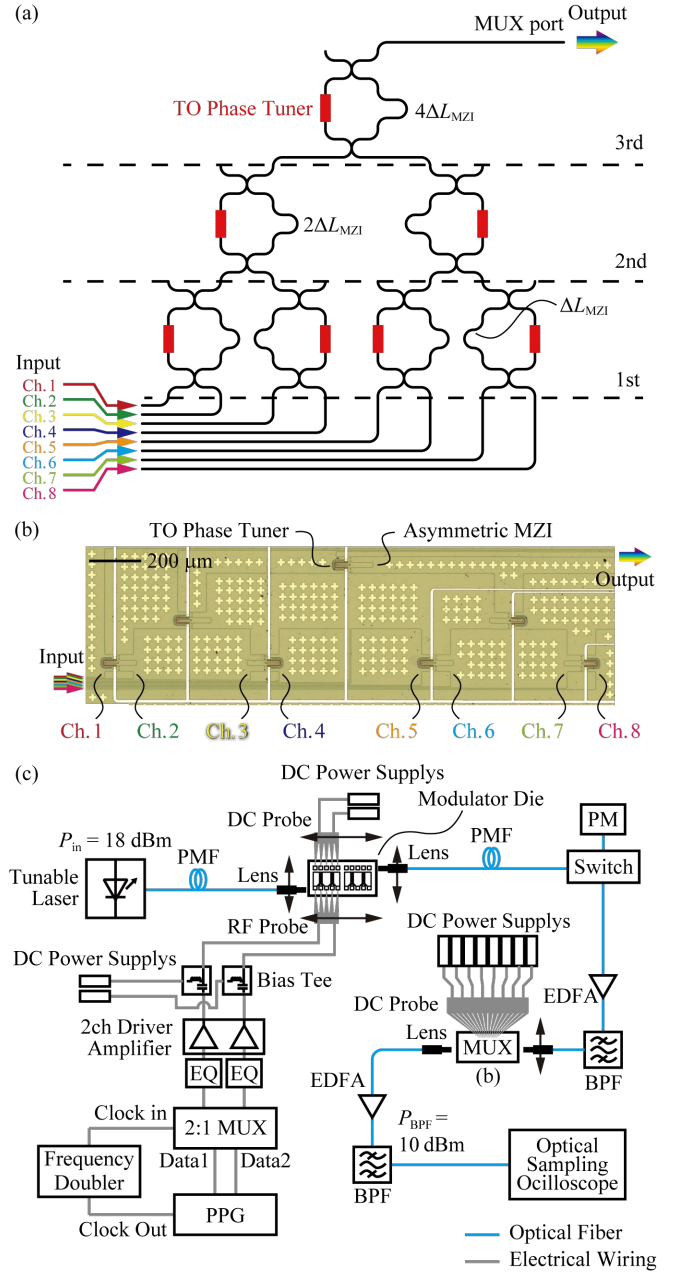 (a)
Output
MUX port
TO Phase Tuner
4ΔL_MZI
3rd
2ΔL_MZI
2nd
ΔL_MZI
Input
1st
Ch. 1
Ch. 2
Ch. 3
Ch. 4
Ch. 5
Ch. 6
Ch. 7
Ch. 8
(b)
TO Phase Tuner
Asymmetric MZI
200 μm
Output
Input
Ch. 1
Ch. 2
Ch. 3
Ch. 4
Ch. 5
Ch. 6
Ch. 7
Ch. 8
(c)
DC Power Supplys
Modulator Die
DC Probe
P_in = 18 dBm
PMF
Lens
Lens
PMF
PM
Switch
Tunable
Laser
RF Probe
DC Power Supplys
DC Power Supplys
Bias Tee
DC Probe
EDFA
2ch Driver
Amplifier
Lens
MUX
(b)
BPF
EQ
EQ
EDFA
Clock in
2:1 MUX
P_BPF =
10 dBm
Data1
Data2
Frequency
Doubler
BPF
Optical
Sampling
Ocilloscope
Clock Out
PPG
Optical Fiber
Electrical Wiring